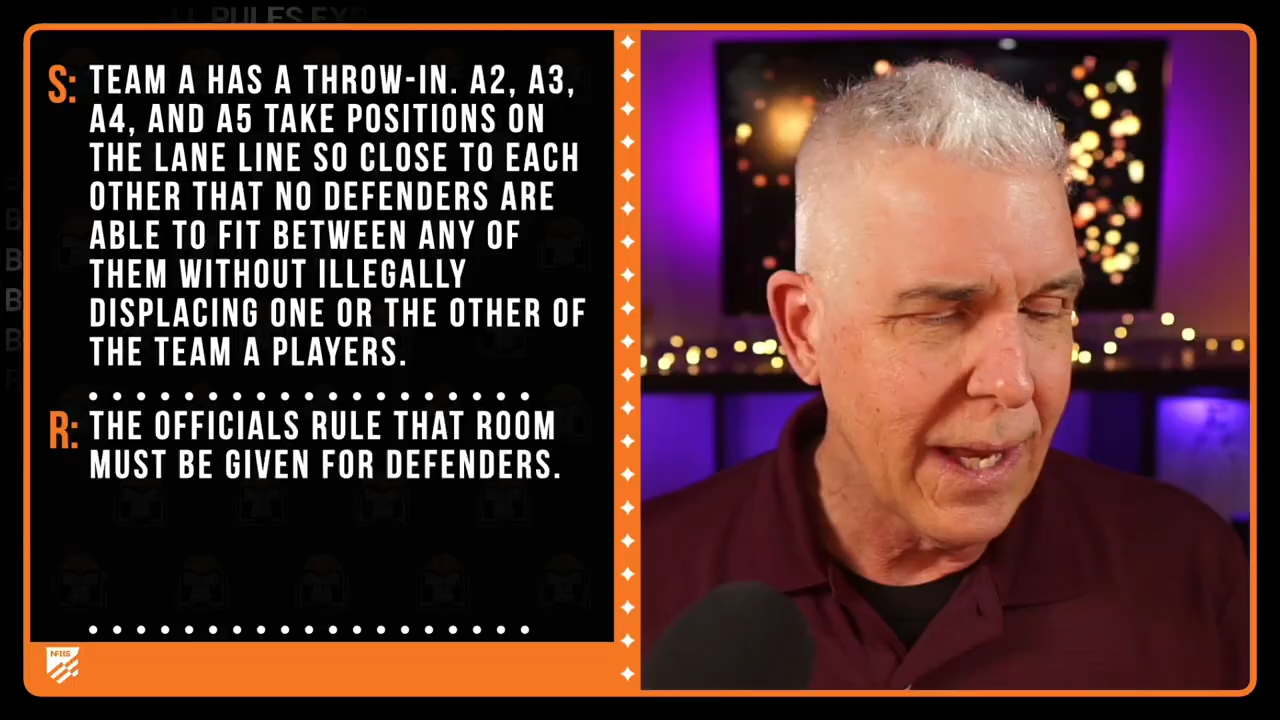 S: TEAM A HAS A THROW-IN. A2, A3,
A4, AND A5 TAKE POSITIONS ON
THE LANE LINE SO CLOSE TO EACH
OTHER THAT NO DEFENDERS ARE
ABLE TO FIT BETWEEN ANY OF
THEM WITHOUT ILLEGALLY
DISPLACING ONE OR THE OTHER OF
THE TEAM A PLAYERS.
R: THE OFFICIALS RULE THAT ROOM
MUST BE GIVEN FOR DEFENDERS.
NFHS